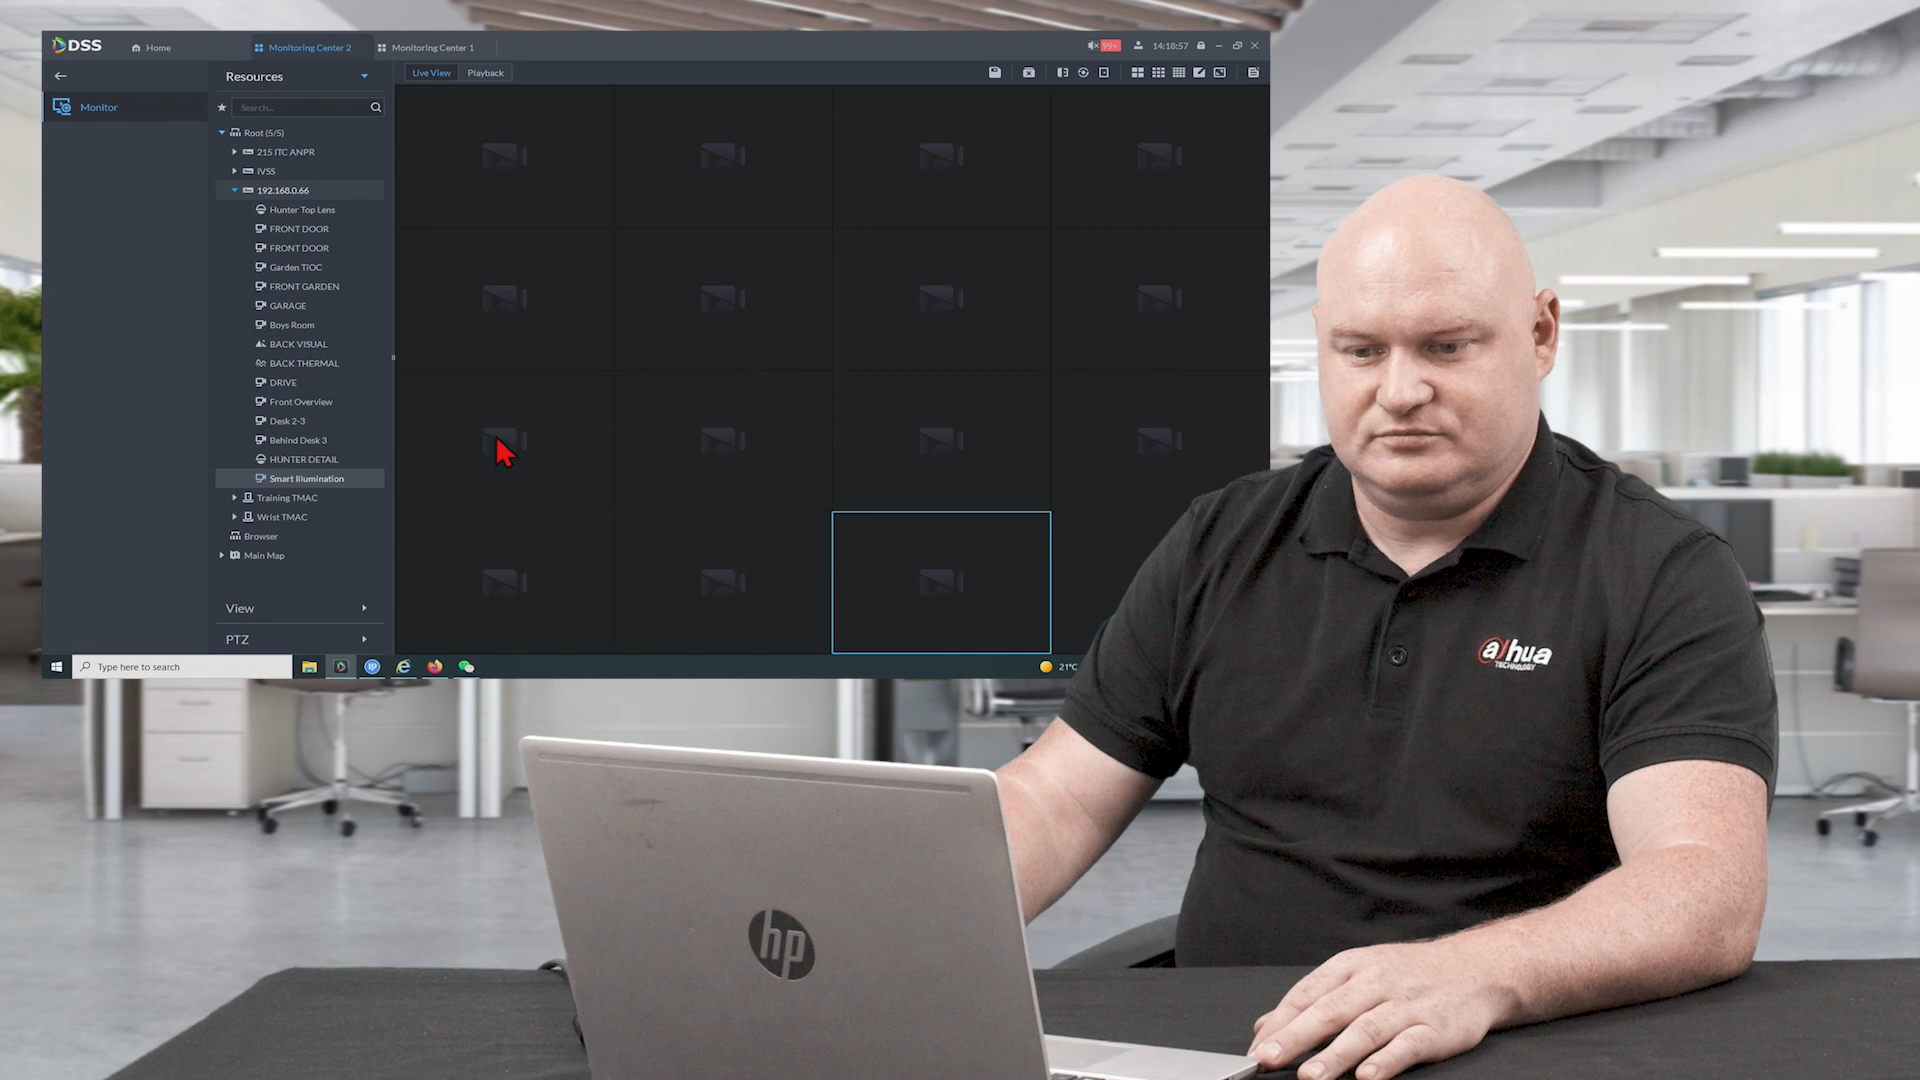 DSS
Home
Monitoring Center 2
Monitoring Center 1
99+
14:18:57
Resources
Live View
Playback
Monitor
Search...
Root (5/5)
215 ITC ANPR
IVSS
192.168.0.66
Hunter Top Lens
FRONT DOOR
FRONT DOOR
Garden TiOC
FRONT GARDEN
GARAGE
Boys Room
BACK VISUAL
BACK THERMAL
DRIVE
Front Overview
Desk 2-3
Behind Desk 3
HUNTER DETAIL
Smart Illumination
Training TMAC
Wrist TMAC
Browser
Main Map
View
PTZ
Type here to search
21°C
alhua
TECHNOLOGY
hp